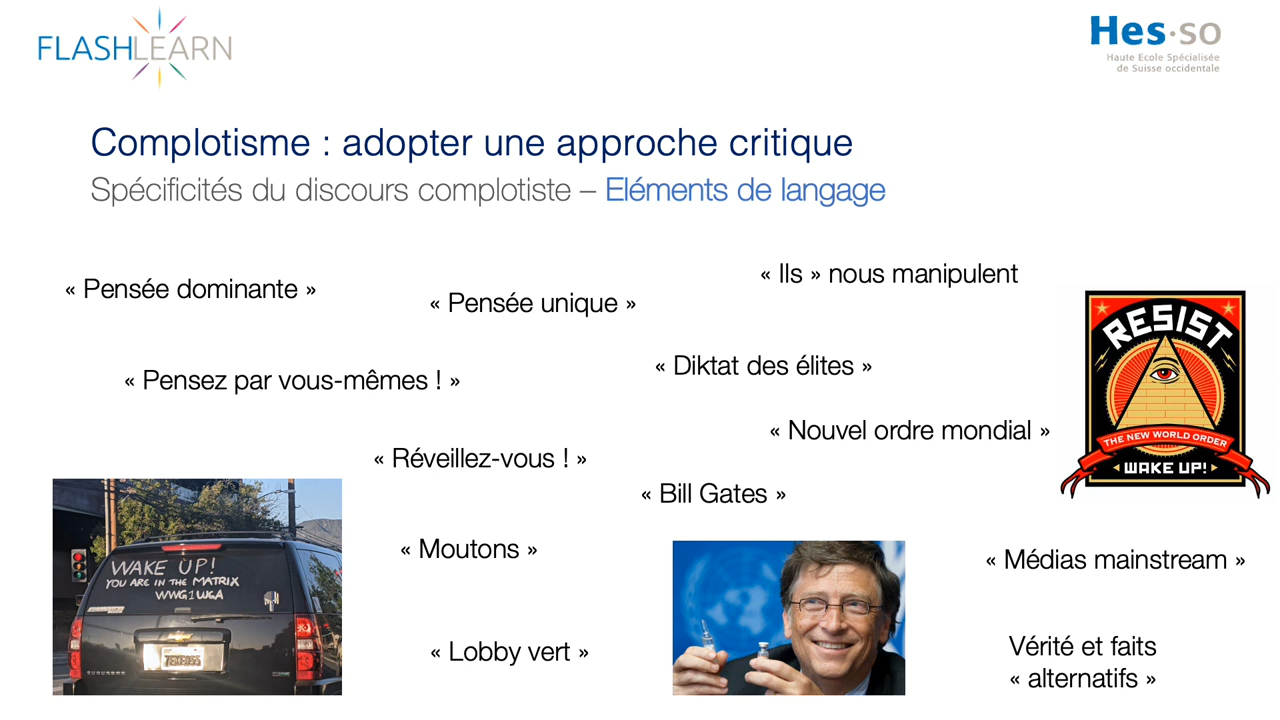 FLASHLEARN
Hes·so
Haute Ecole Spécialisée
de Suisse occidentale
Complotisme : adopter une approche critique
Spécificités du discours complotiste – Eléments de langage
« Ils » nous manipulent
« Pensée dominante »
« Pensée unique »
RESIST
THE NEW WORLD ORDER
WAKE UP!
« Diktat des élites »
« Pensez par vous-mêmes ! »
« Nouvel ordre mondial »
« Réveillez-vous ! »
« Bill Gates »
WAKE UP!
YOU ARE IN THE MATRIX
WWG1WGA
« Moutons »
« Médias mainstream »
« Lobby vert »
Vérité et faits
« alternatifs »